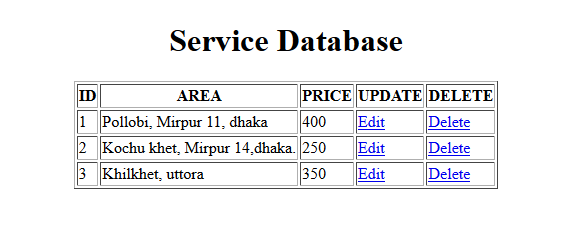 Service Database
ID AREA PRICE UPDATE DELETE
1 Pollobi, Mirpur 11, dhaka 400 Edit Delete
2 Kochu khet, Mirpur 14,dhaka. 250 Edit Delete
3 Khilkhet, uttora 350 Edit Delete